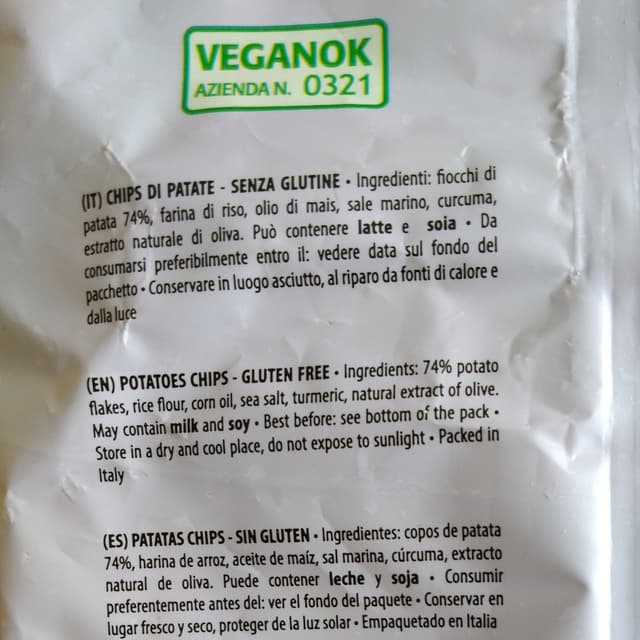 VEGANOK
AZIENDA N. 0321
(IT) CHIPS DI PATATE - SENZA GLUTINE • Ingredienti: fiocchi di
patata 74%, farina di riso, olio di mais, sale marino, curcuma,
estratto naturale di oliva. Può contenere latte e soia • Da
consumarsi preferibilmente entro il: vedere data sul fondo del
pacchetto • Conservare in luogo asciutto, al riparo da fonti di calore e
dalla luce
(EN) POTATOES CHIPS - GLUTEN FREE • Ingredients: 74% potato
flakes, rice flour, corn oil, sea salt, turmeric, natural extract of olive.
May contain milk and soy • Best before: see bottom of the pack •
Store in a dry and cool place, do not expose to sunlight • Packed in
Italy
(ES) PATATAS CHIPS - SIN GLUTEN • Ingredientes: copos de patata
74%, harina de arroz, aceite de maíz, sal marina, cúrcuma, extracto
natural de oliva. Puede contener leche y soja • Consumir
preferentemente antes del: ver el fondo del paquete • Conservar en
lugar fresco y seco, proteger de la luz solar • Empaquetado en Italia